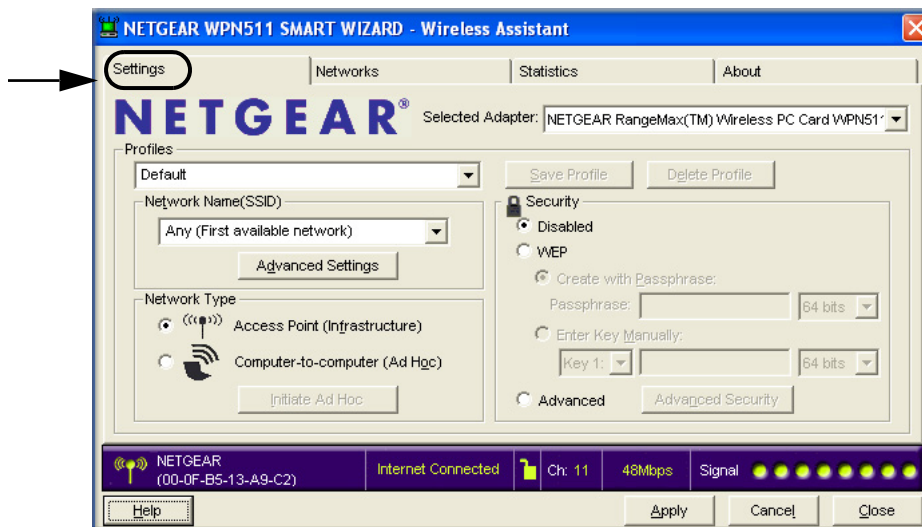 NETGEAR WPN511 SMART WIZARD - Wireless Assistant
Settings Networks Statistics About
NETGEAR® Selected Adapter: NETGEAR RangeMax(TM) Wireless PC Card WPN51
Profiles
Default Save Profile Delete Profile
Network Name(SSID) Security
Any (First available network) Disabled
WEP
Advanced Settings Create with Passphrase:
Network Type Passphrase: 64 bits
Access Point (Infrastructure) Enter Key Manually:
Computer-to-computer (Ad Hoc) Key 1: 64 bits
Initiate Ad Hoc Advanced Advanced Security
NETGEAR Internet Connected Ch: 11 48Mbps Signal
(00-0F-B5-13-A9-C2)
Help Apply Cancel Close